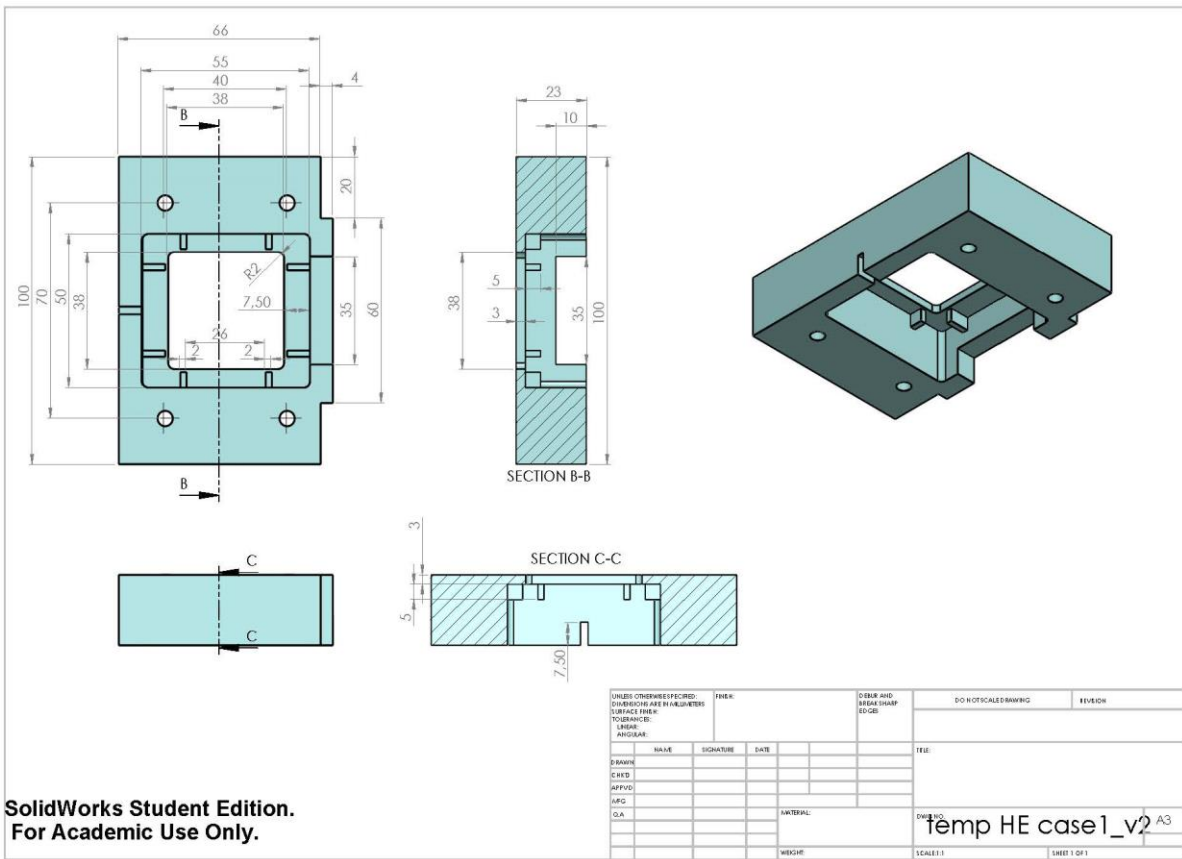 66
55
40
38
4
B
23
10
20
100
70
50
38
R2
7,50
26
2
2
35
60
B
38
5
3
35
100
SECTION B-B
C
C
3
SECTION C-C
5
7,50
UNLESS OTHERWISE SPECIFIED:
DIMENSIONS ARE IN MILLIMETERS
SURFACE FINISH:
TOLERANCES:
LINEAR:
ANGULAR:
FINISH:
DEBUR AND
BREAK SHARP
EDGES
DO NOT SCALE DRAWING
REVISION
NAME
SIGNATURE
DATE
TITLE:
DRAWN
CHK'D
APPV'D
MFG
Q.A
MATERIAL:
DWG NO.
temp HE case1_v2
A3
WEIGHT:
SCALE:1:1
SHEET 1 OF 1
SolidWorks Student Edition.
For Academic Use Only.